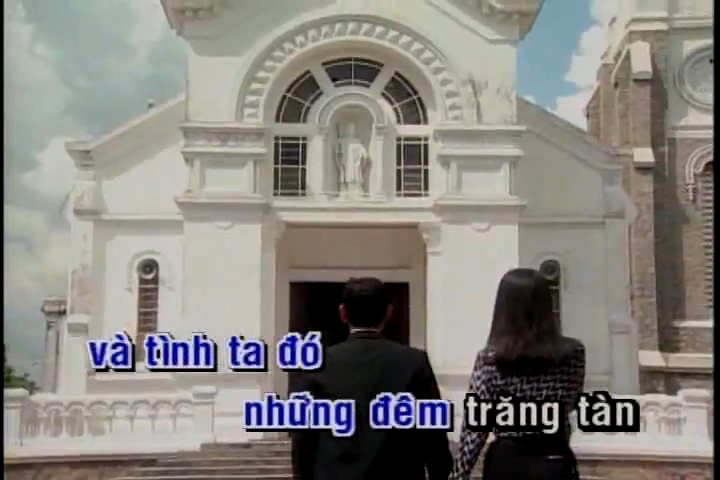 và tình ta đó
những đêm trăng tàn